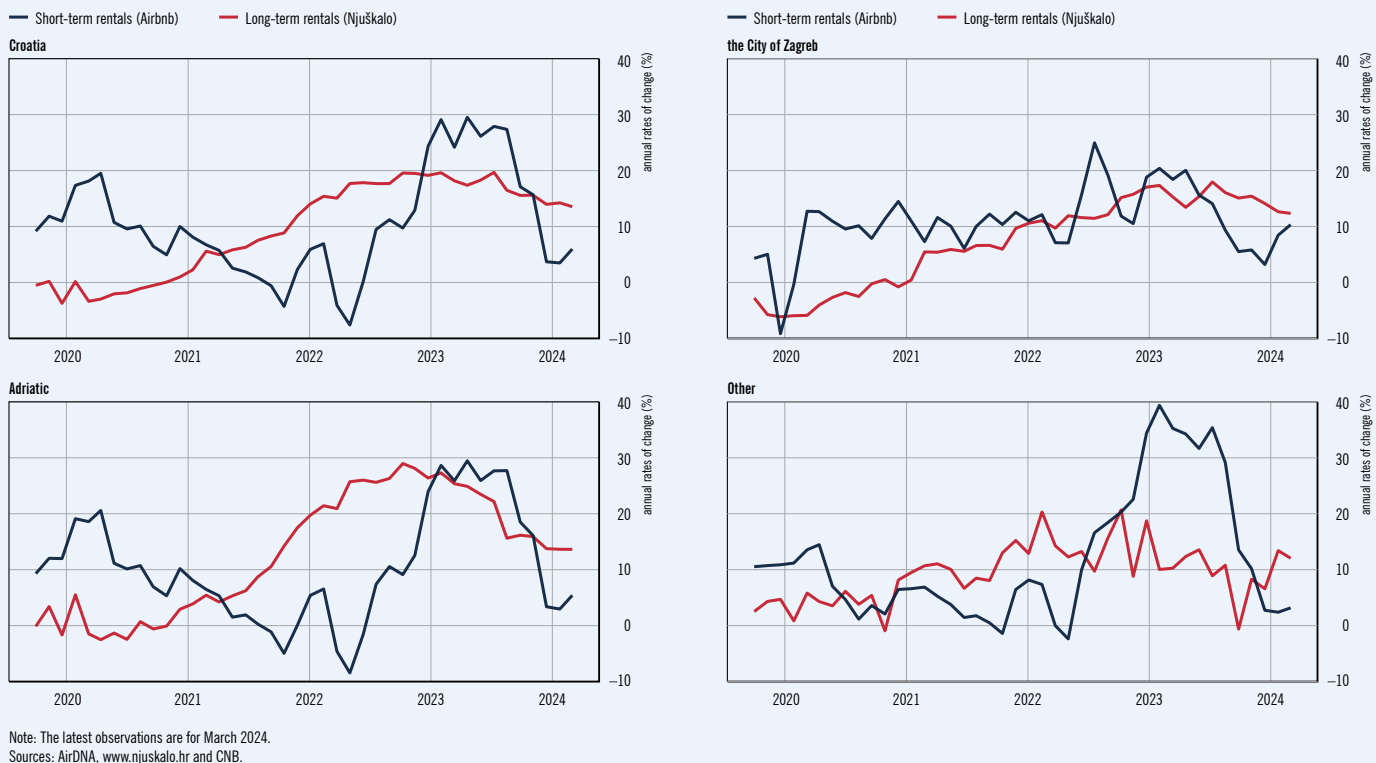 Short-term rentals (Airbnb) Long-term rentals (Njuškalo)
Croatia
40
30
20
10
0
–10
annual rates of change (%)
2020 2021 2022 2023 2024
Short-term rentals (Airbnb) Long-term rentals (Njuškalo)
the City of Zagreb
40
30
20
10
0
–10
annual rates of change (%)
2020 2021 2022 2023 2024
Adriatic
40
30
20
10
0
–10
annual rates of change (%)
2020 2021 2022 2023 2024
Other
40
30
20
10
0
–10
annual rates of change (%)
2020 2021 2022 2023 2024
Note: The latest observations are for March 2024.
Sources: AirDNA, www.njuskalo.hr and CNB.